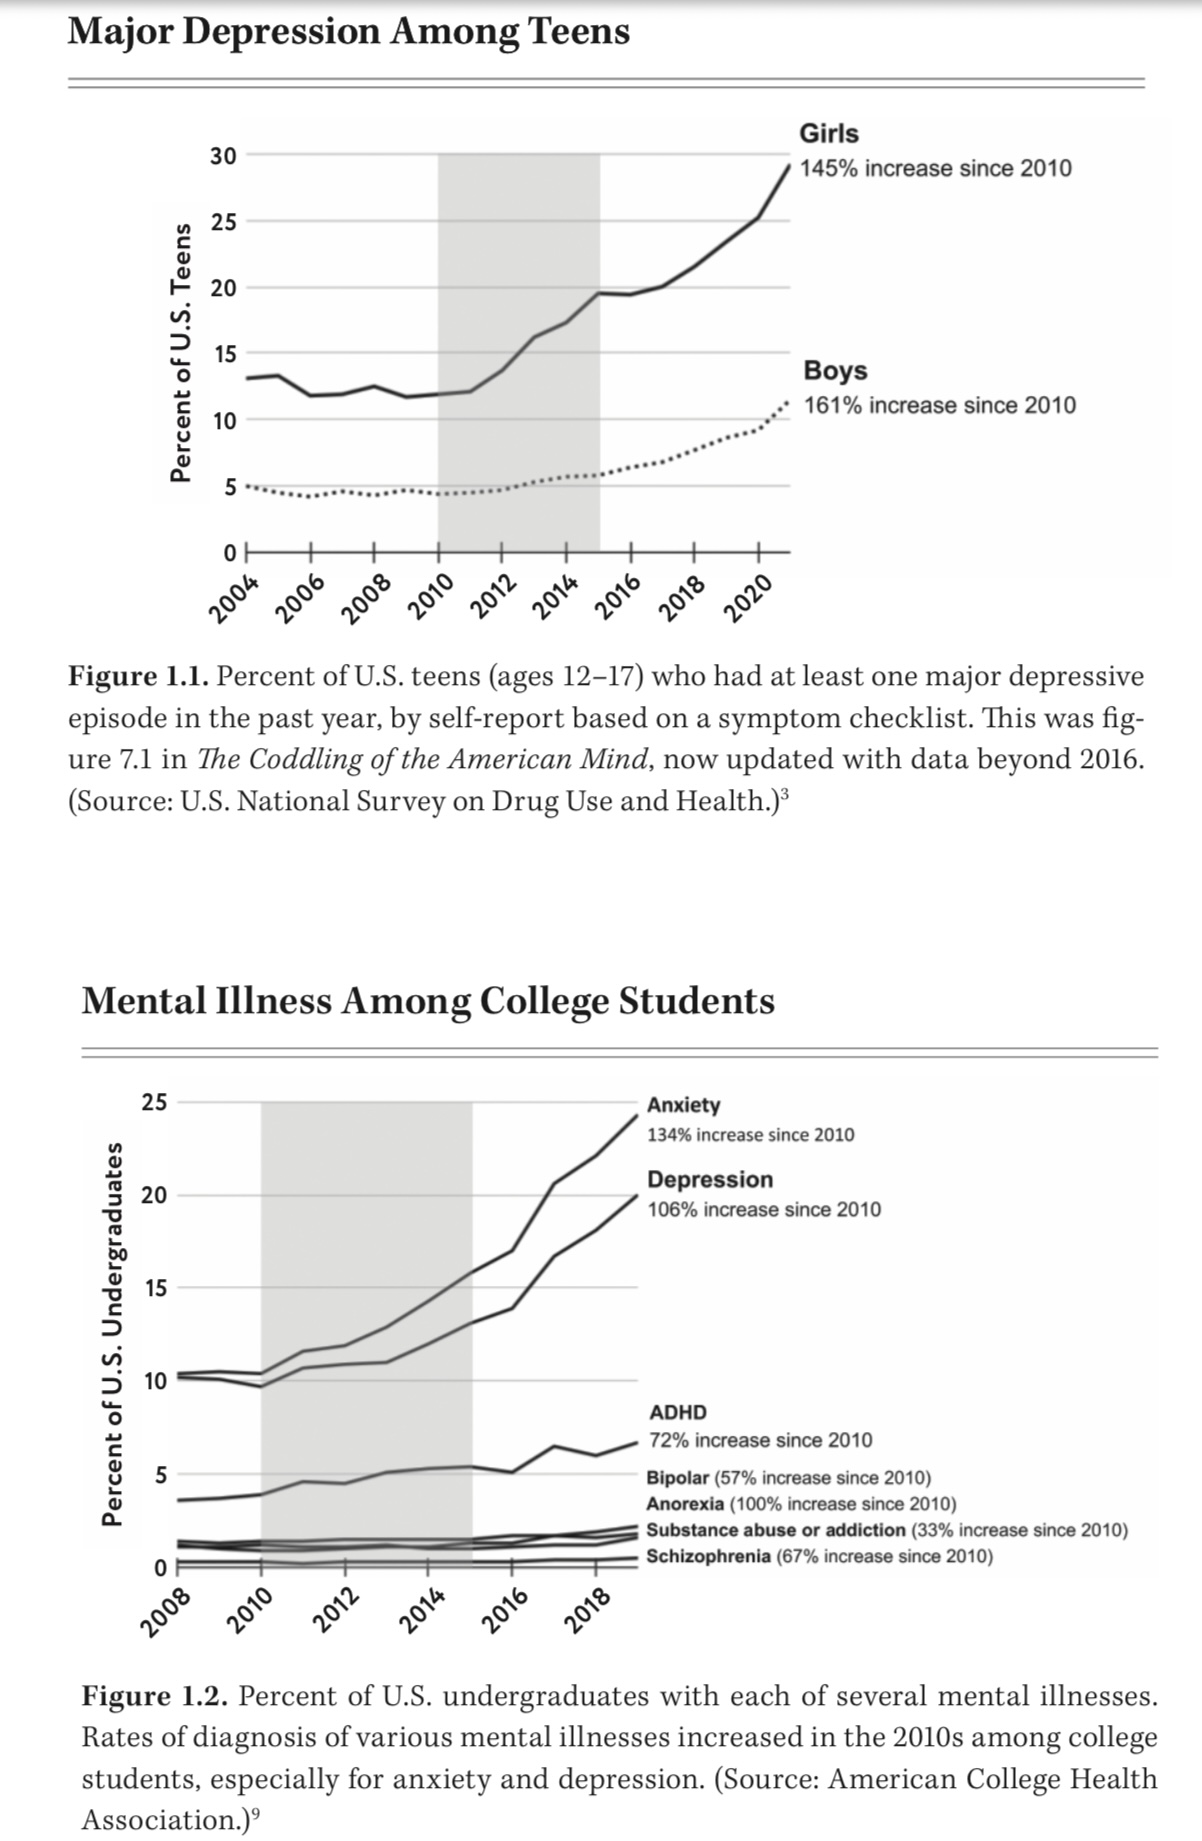 Major Depression Among Teens
Percent of U.S. Teens
30
25
20
15
10
5
0
2004
2006
2008
2010
2012
2014
2016
2018
2020
Girls
145% increase since 2010
Boys
161% increase since 2010
Figure 1.1. Percent of U.S. teens (ages 12–17) who had at least one major depressive
episode in the past year, by self-report based on a symptom checklist. This was fig-
ure 7.1 in The Coddling of the American Mind, now updated with data beyond 2016.
(Source: U.S. National Survey on Drug Use and Health.)³
Mental Illness Among College Students
Percent of U.S. Undergraduates
25
20
15
10
5
0
2008
2010
2012
2014
2016
2018
Anxiety
134% increase since 2010
Depression
106% increase since 2010
ADHD
72% increase since 2010
Bipolar (57% increase since 2010)
Anorexia (100% increase since 2010)
Substance abuse or addiction (33% increase since 2010)
Schizophrenia (67% increase since 2010)
Figure 1.2. Percent of U.S. undergraduates with each of several mental illnesses.
Rates of diagnosis of various mental illnesses increased in the 2010s among college
students, especially for anxiety and depression. (Source: American College Health
Association.)⁹